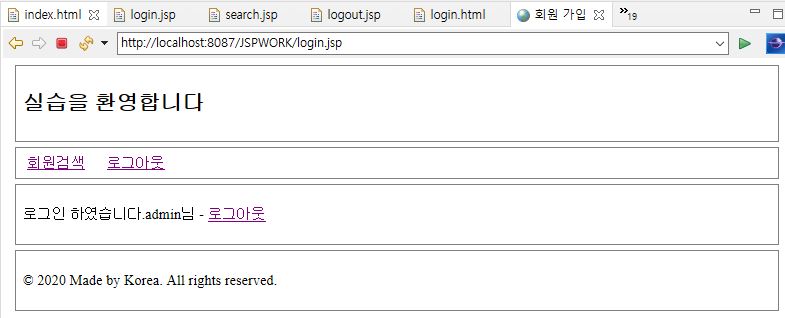 index.html login.jsp search.jsp logout.jsp login.html 회원 가입 »19
http://localhost:8087/JSPWORK/login.jsp
실습을 환영합니다
회원검색 로그아웃
로그인 하였습니다.admin님 - 로그아웃
© 2020 Made by Korea. All rights reserved.